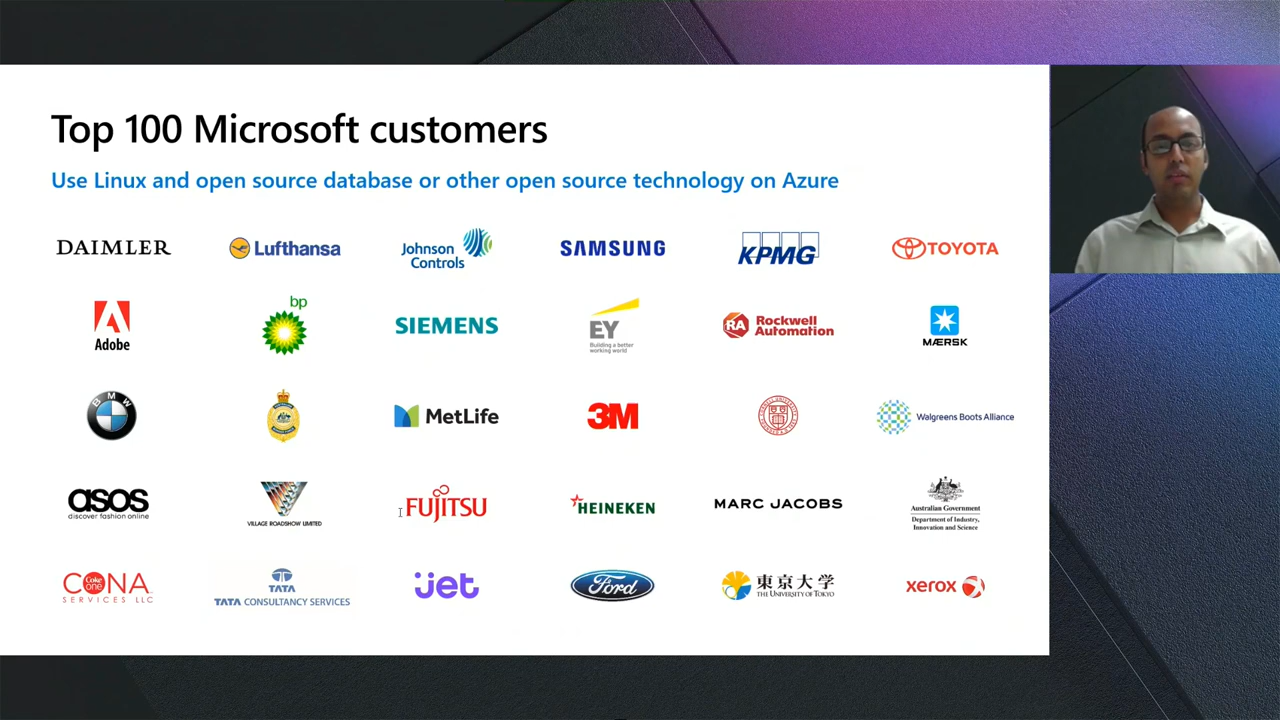 Top 100 Microsoft customers
Use Linux and open source database or other open source technology on Azure
DAIMLER
Lufthansa
Johnson
Controls
SAMSUNG
KPMG
TOYOTA
Adobe
bp
SIEMENS
EY
Building a better
working world
RA
Rockwell
Automation
MÆRSK
BMW
MetLife
3M
Walgreens Boots Alliance
asos
discover fashion online
VILLAGE ROADSHOW LIMITED
FUJITSU
HEINEKEN
MARC JACOBS
Australian Government
Department of Industry,
Innovation and Science
Coke
one
CONA
SERVICES LLC
TATA
TATA CONSULTANCY SERVICES
jet
Ford
東京大学
THE UNIVERSITY OF TOKYO
xerox